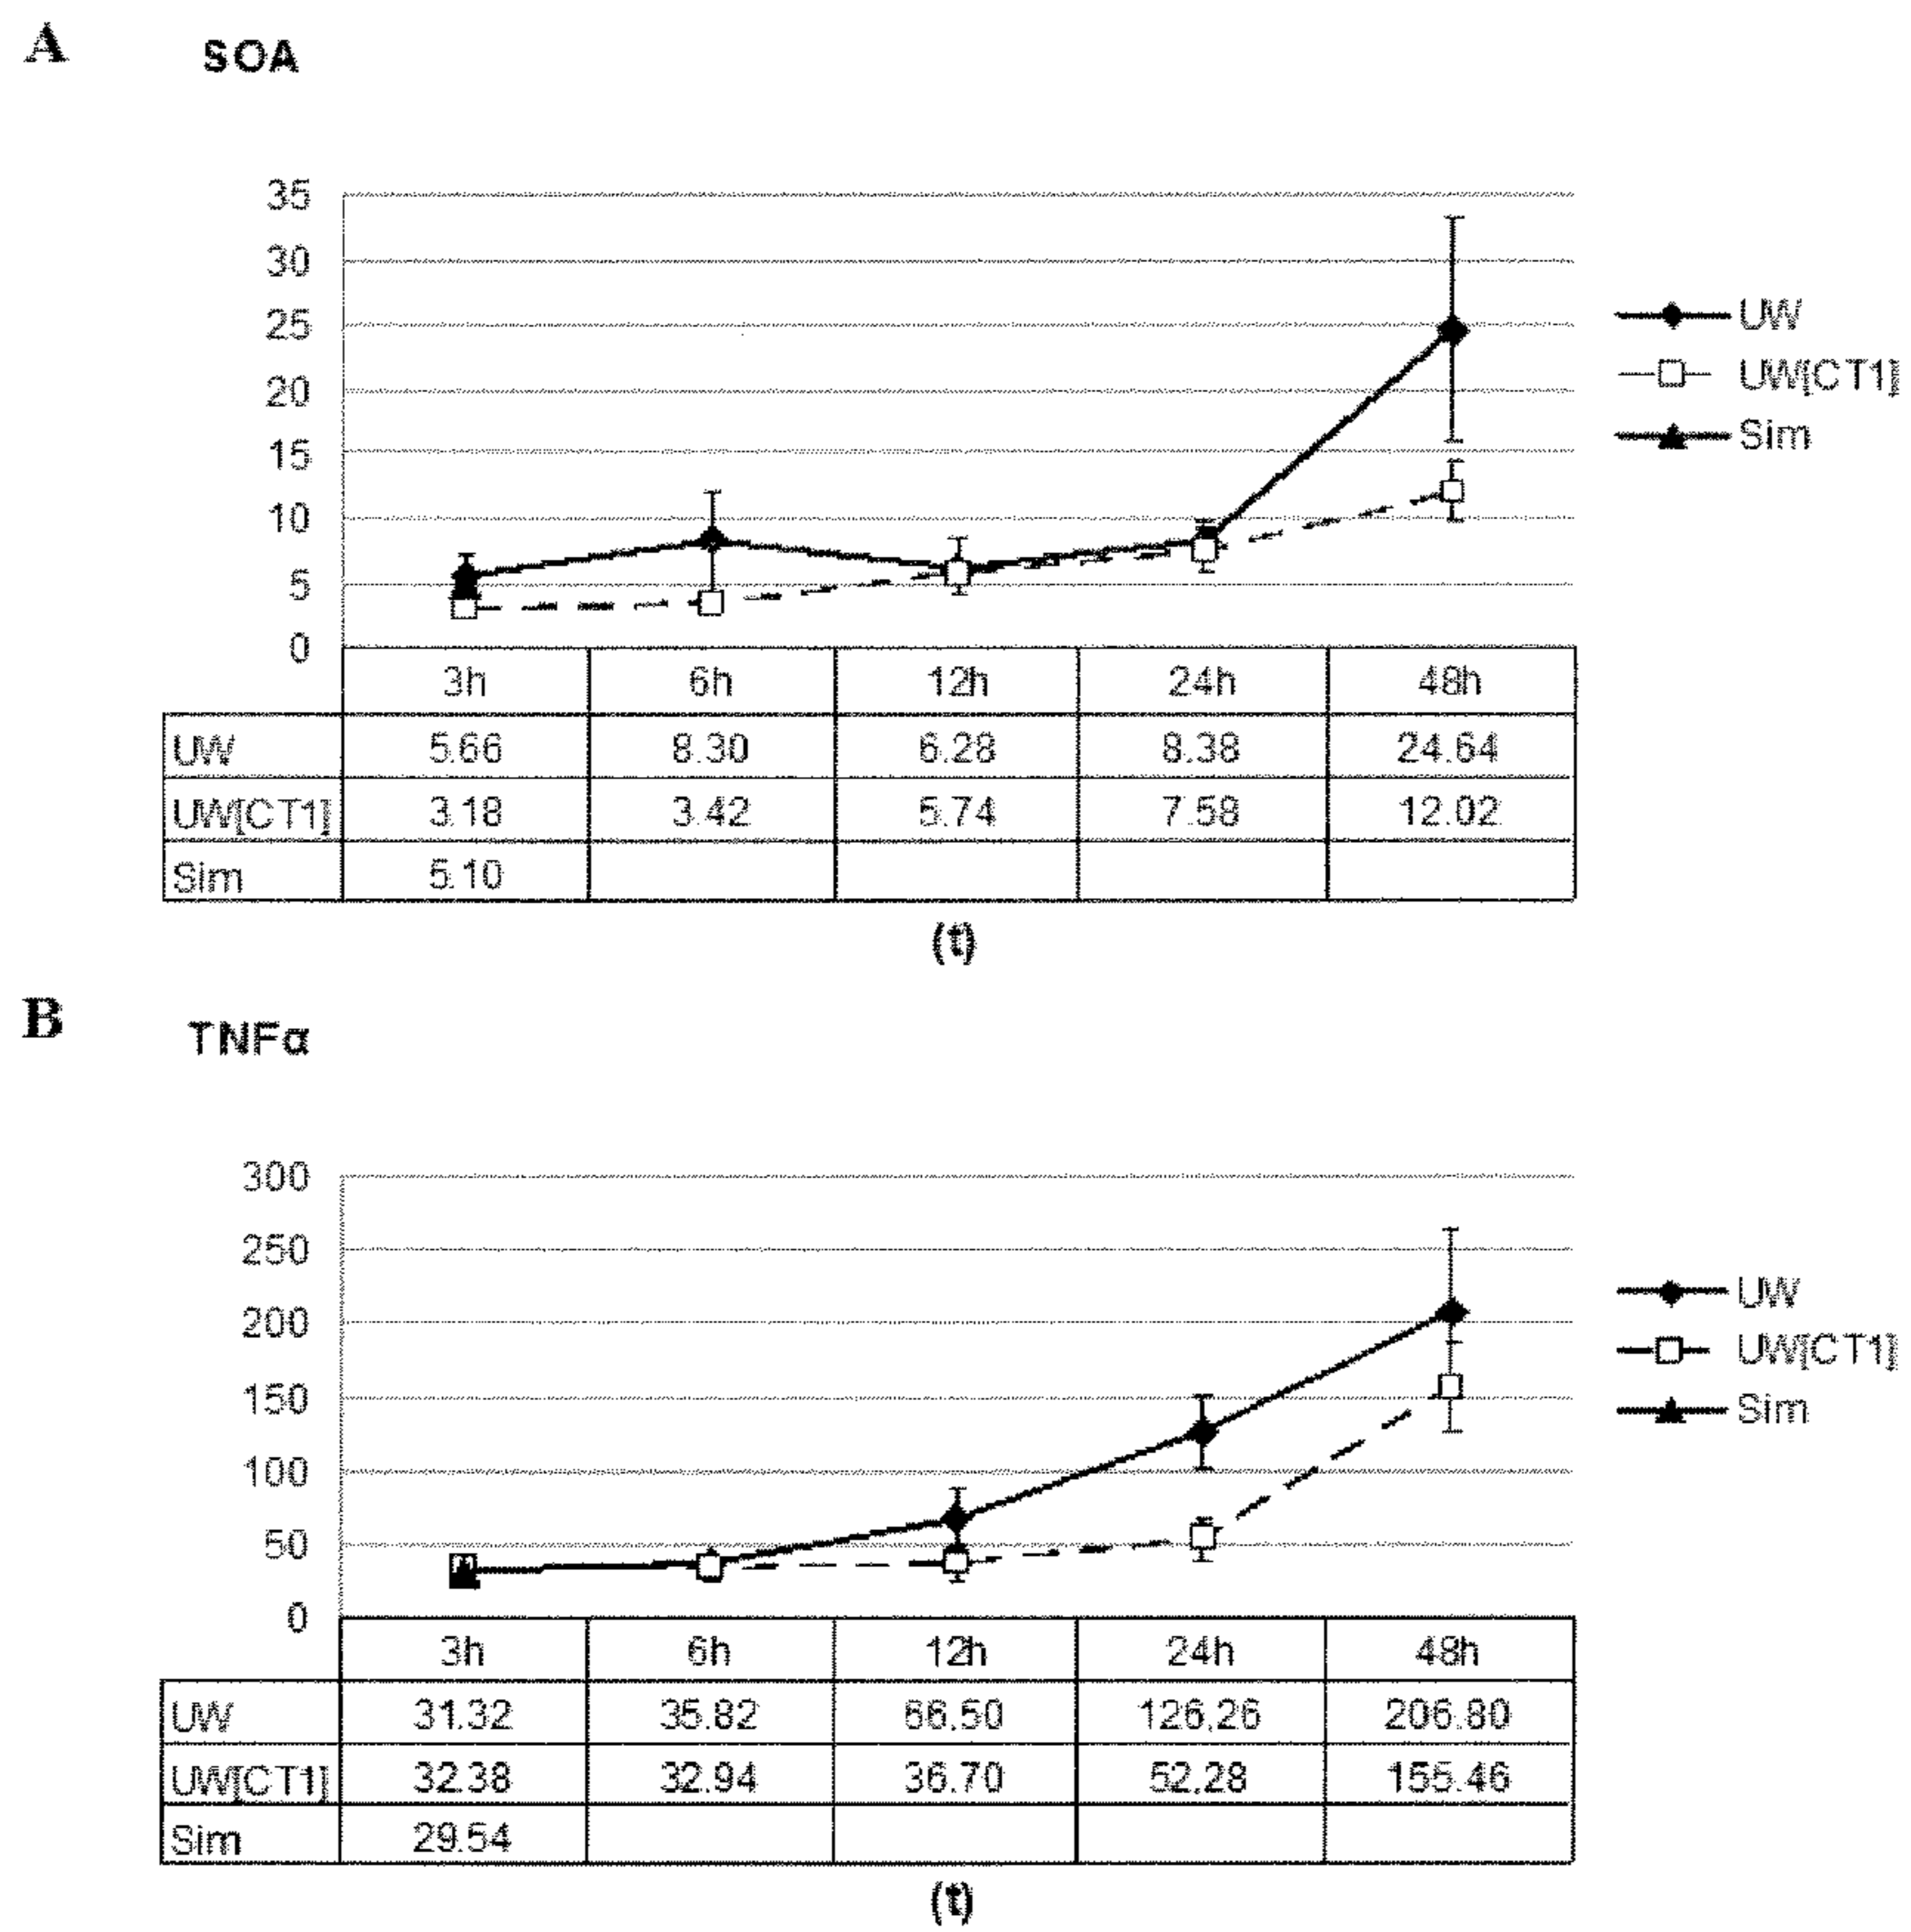 A SOA
35
30
25
20
15
10
5
0
UW
UW[CT1]
Sim
3h 6h 12h 24h 48h
UW 5.66 8.30 6.28 8.38 24.64
UW[CT1] 3.18 3.42 5.74 7.58 12.02
Sim 5.10
(t)
B TNFα
300
250
200
150
100
50
0
UW
UW[CT1]
Sim
3h 6h 12h 24h 48h
UW 31.32 35.82 66.50 126.26 206.80
UW[CT1] 32.38 32.94 36.70 52.28 155.46
Sim 29.54
(t)